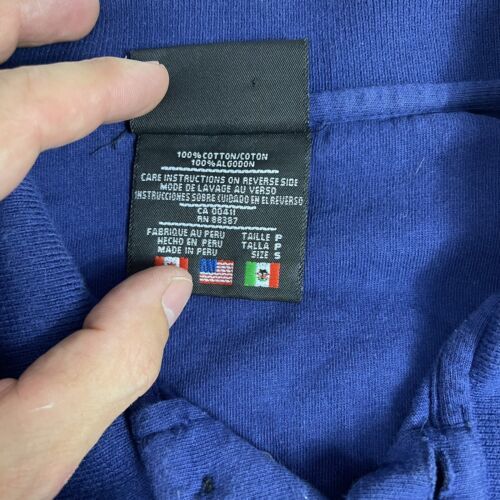 100% COTTON/COTON
100% ALGODON
CARE INSTRUCTIONS ON REVERSE SIDE
MODE DE LAVAGE AU VERSO
INSTRUCCIONES SOBRE CUIDADO EN EL REVERSO
CA 00411
RN 88387
FABRIQUE AU PERU TAILLE P
HECHO EN PERU TALLA P
MADE IN PERU SIZE S